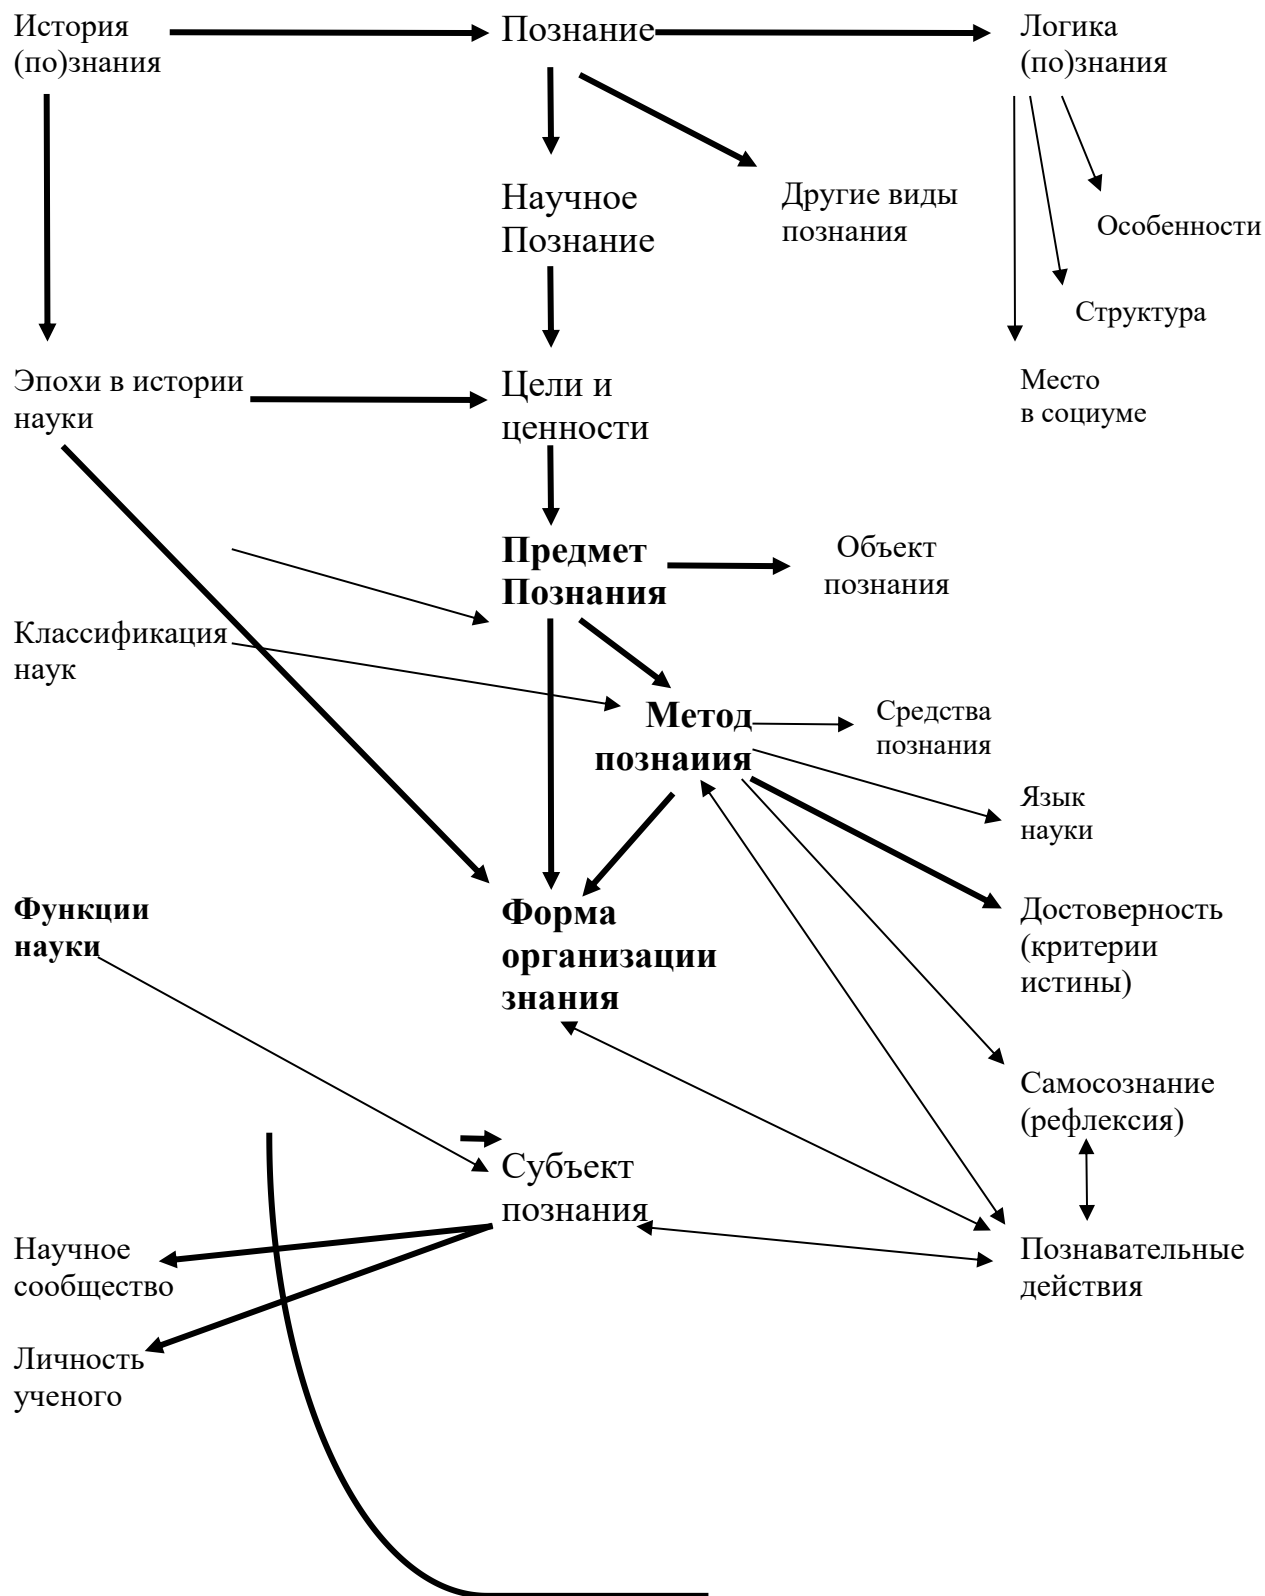 История
(по)знания
Познание
Логика
(по)знания
Научное
Познание
Другие виды
познания
Особенности
Структура
Эпохи в истории
науки
Цели и
ценности
Место
в социуме
Предмет
Познания
Объект
познания
Классификация
наук
Метод
познаиия
Средства
познания
Язык
науки
Функции
науки
Форма
организации
знания
Достоверность
(критерии
истины)
Самосознание
(рефлексия)
Субъект
познания
Научное
сообщество
Познавательные
действия
Личность
ученого